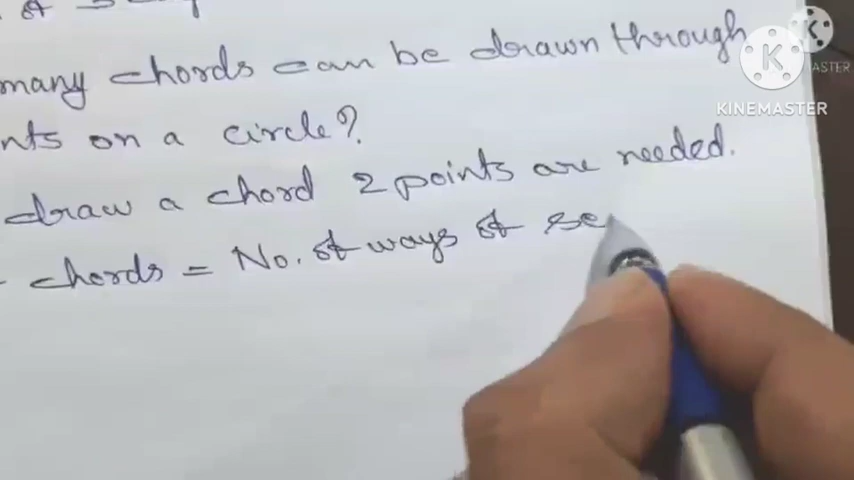 many chords can be drawn through
nts on a circle?
draw a chord 2 points are needed.
chords = No. of ways of se
KINEMASTER